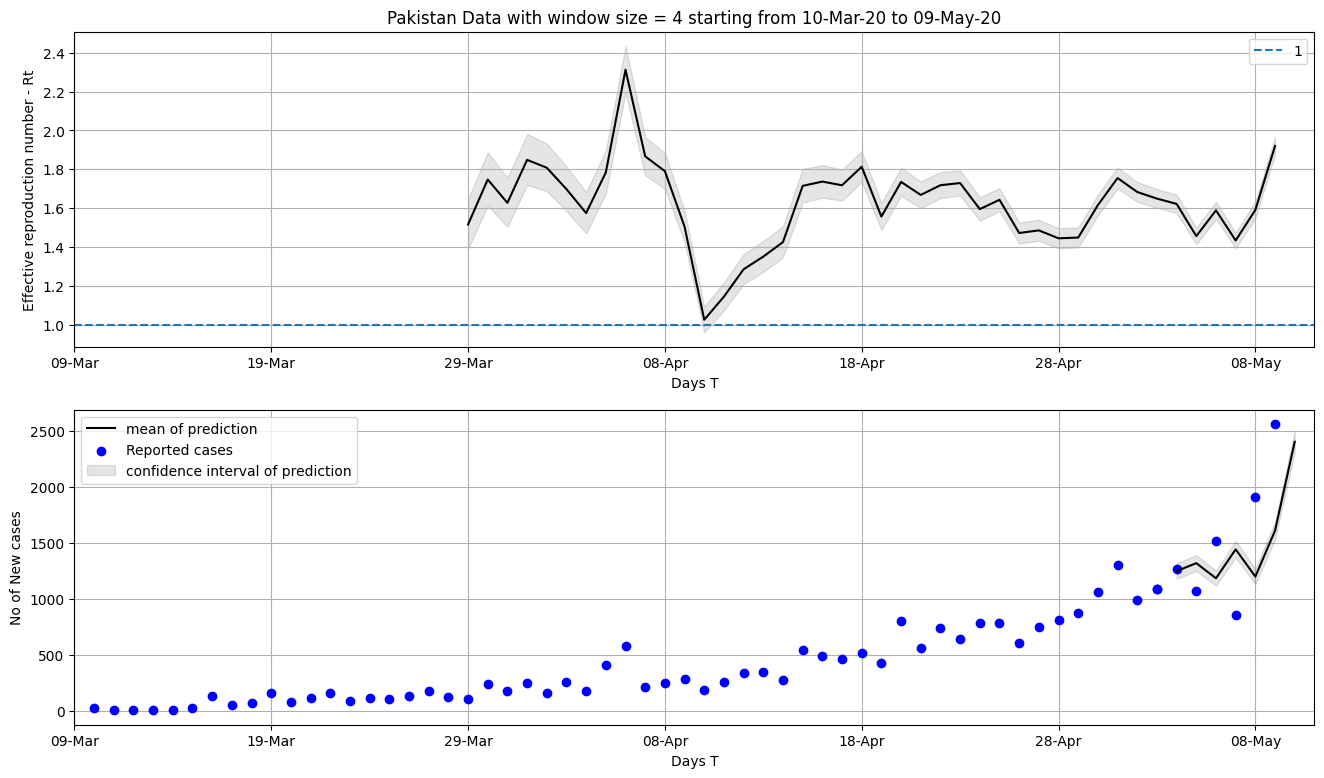 Pakistan Data with window size = 4 starting from 10-Mar-20 to 09-May-20
Effective reproduction number - Rt
2.4
2.2
2.0
1.8
1.6
1.4
1.2
1.0
1
09-Mar 19-Mar 29-Mar 08-Apr 18-Apr 28-Apr 08-May
Days T
No of New cases
2500
2000
1500
1000
500
0
mean of prediction
Reported cases
confidence interval of prediction
09-Mar 19-Mar 29-Mar 08-Apr 18-Apr 28-Apr 08-May
Days T